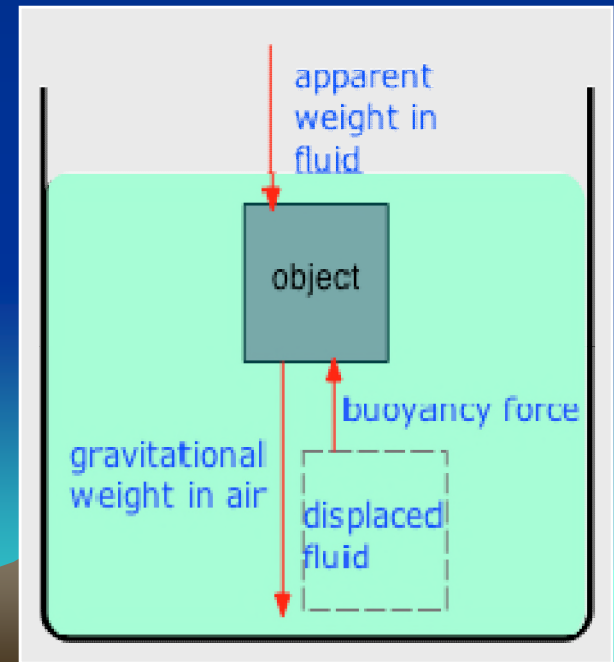 apparent
weight in
fluid
object
buoyancy force
gravitational
weight in air
displaced
fluid